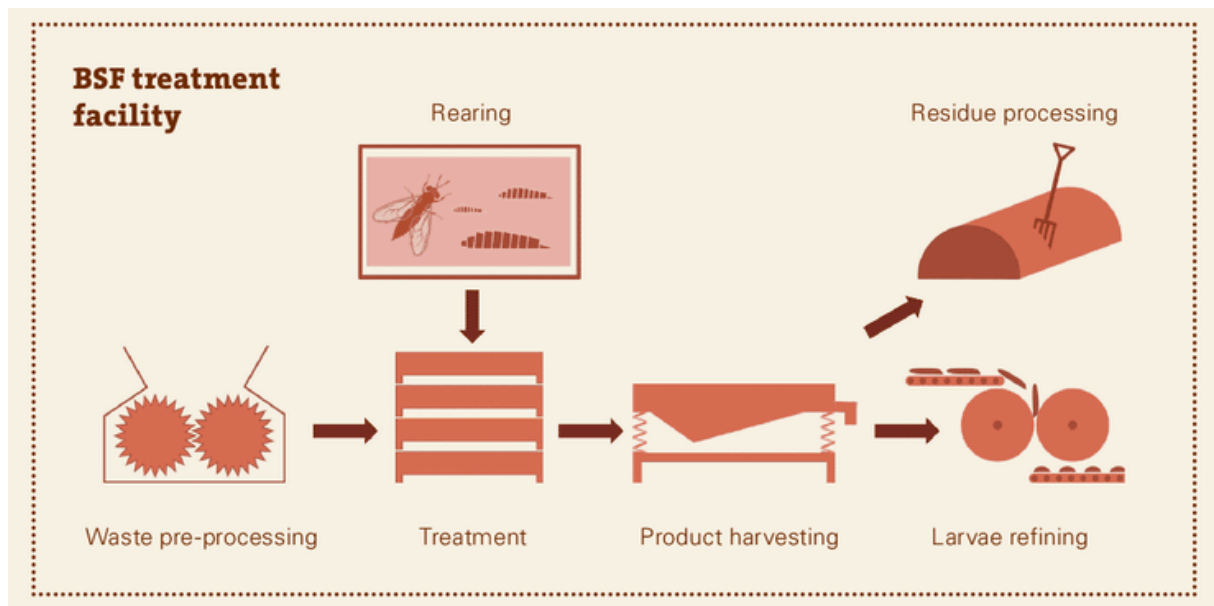 BSF treatment
facility
Rearing
Residue processing
Waste pre-processing
Treatment
Product harvesting
Larvae refining